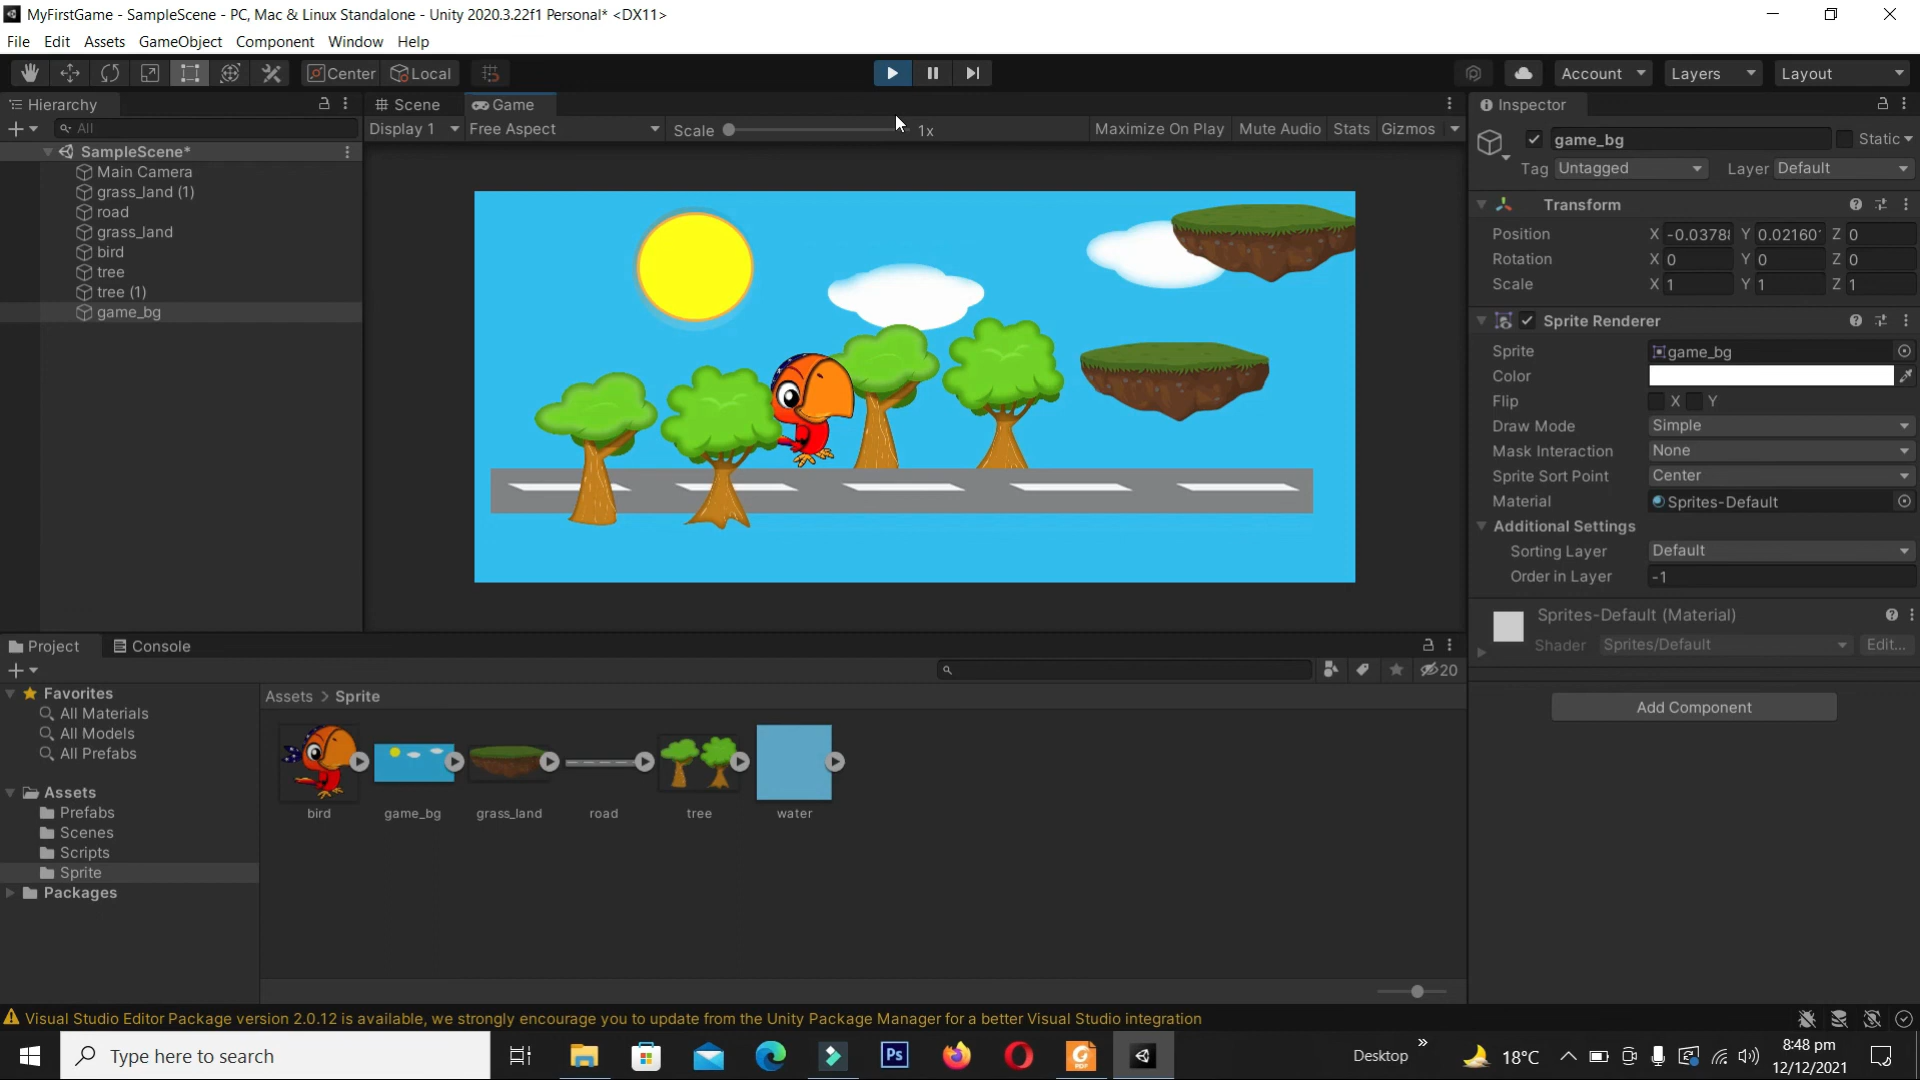 MyFirstGame - SampleScene - PC, Mac & Linux Standalone - Unity 2020.3.22f1 Personal* <DX11>
File Edit Assets GameObject Component Window Help
Center Local Account Layers Layout
Hierarchy
All
SampleScene*
Main Camera
grass_land (1)
road
grass_land
bird
tree
tree (1)
game_bg
Scene Game
Display 1 Free Aspect Scale 1x Maximize On Play Mute Audio Stats Gizmos
Inspector
game_bg Static
Tag Untagged Layer Default
Transform
Position X -0.0378 Y 0.02160 Z 0
Rotation X 0 Y 0 Z 0
Scale X 1 Y 1 Z 1
Sprite Renderer
Sprite game_bg
Color
Flip X Y
Draw Mode Simple
Mask Interaction None
Sprite Sort Point Center
Material Sprites-Default
Additional Settings
Sorting Layer Default
Order in Layer -1
Sprites-Default (Material)
Shader Sprites/Default Edit...
Add Component
Project Console
20
Favorites
All Materials
All Models
All Prefabs
Assets
Prefabs
Scenes
Scripts
Sprite
Packages
Assets > Sprite
bird game_bg grass_land road tree water
Visual Studio Editor Package version 2.0.12 is available, we strongly encourage you to update from the Unity Package Manager for a better Visual Studio integration
Type here to search
Ps
PDF
Desktop »
18°C
8:48 pm
12/12/2021